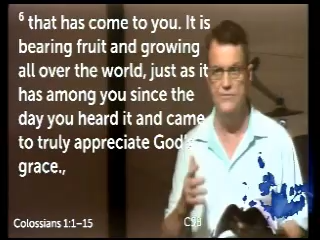 6 that has come to you. It is
bearing fruit and growing
all over the world, just as it
has among you since the
day you heard it and came
to truly appreciate God's
grace.,
Colossians 1:1–15
CSB